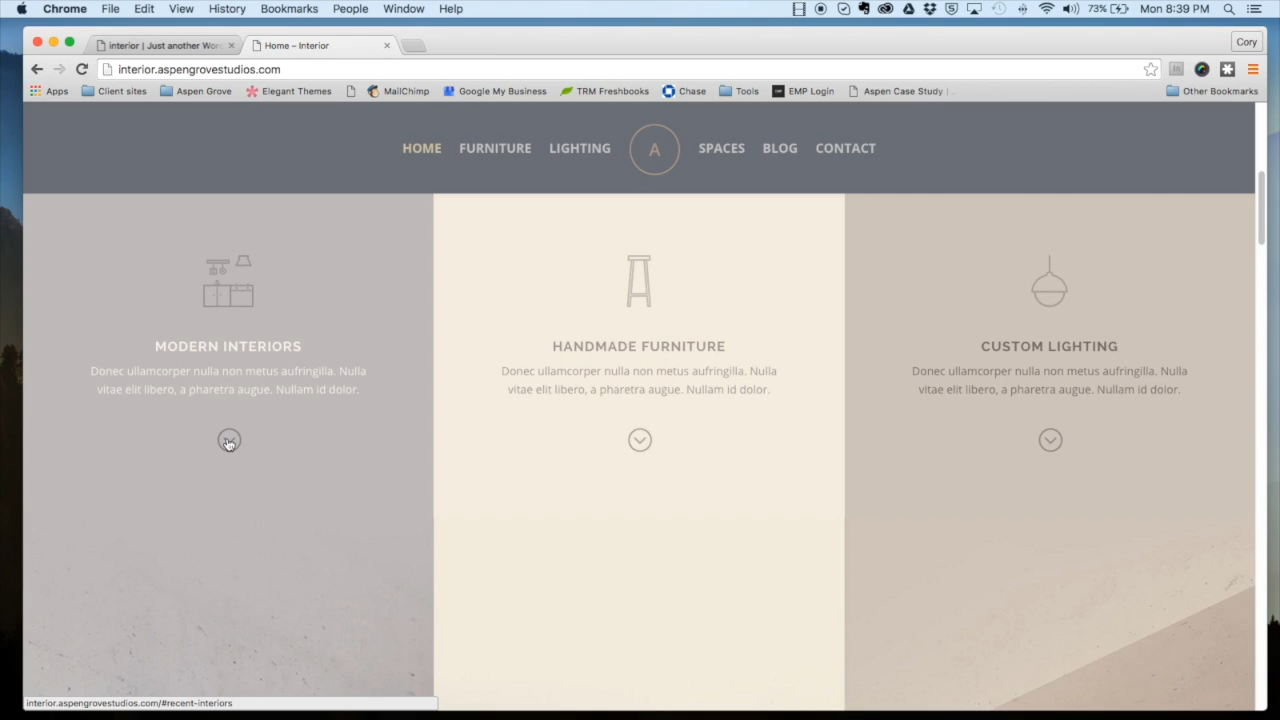 Chrome File Edit View History Bookmarks People Window Help 73% Mon 8:39 PM
interior | Just another Wor Home – Interior Cory
interior.aspengrovestudios.com
Apps Client sites Aspen Grove Elegant Themes MailChimp Google My Business TRM Freshbooks Chase Tools EMP Login Aspen Case Study | Other Bookmarks
HOME FURNITURE LIGHTING A SPACES BLOG CONTACT
MODERN INTERIORS
Donec ullamcorper nulla non metus aufringilla. Nulla
vitae elit libero, a pharetra augue. Nullam id dolor.
HANDMADE FURNITURE
Donec ullamcorper nulla non metus aufringilla. Nulla
vitae elit libero, a pharetra augue. Nullam id dolor.
CUSTOM LIGHTING
Donec ullamcorper nulla non metus aufringilla. Nulla
vitae elit libero, a pharetra augue. Nullam id dolor.
interior.aspengrovestudios.com/#recent-interiors